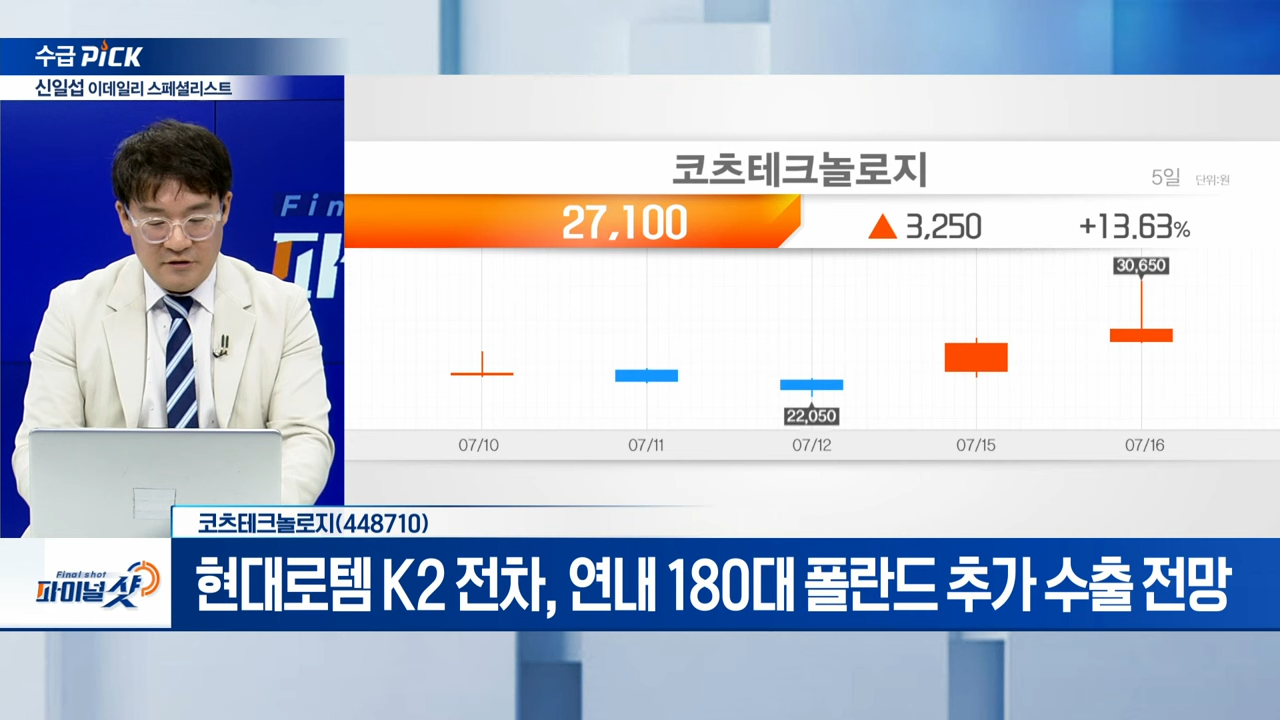 수급 PiCK
신일섭 이데일리 스페셜리스트
Fin
파
코츠테크놀로지
5일 단위:원
27,100 ▲ 3,250 +13.63%
30,650
22,050
07/10 07/11 07/12 07/15 07/16
코츠테크놀로지(448710)
Final shot
파이널 샷
현대로템 K2 전차, 연내 180대 폴란드 추가 수출 전망